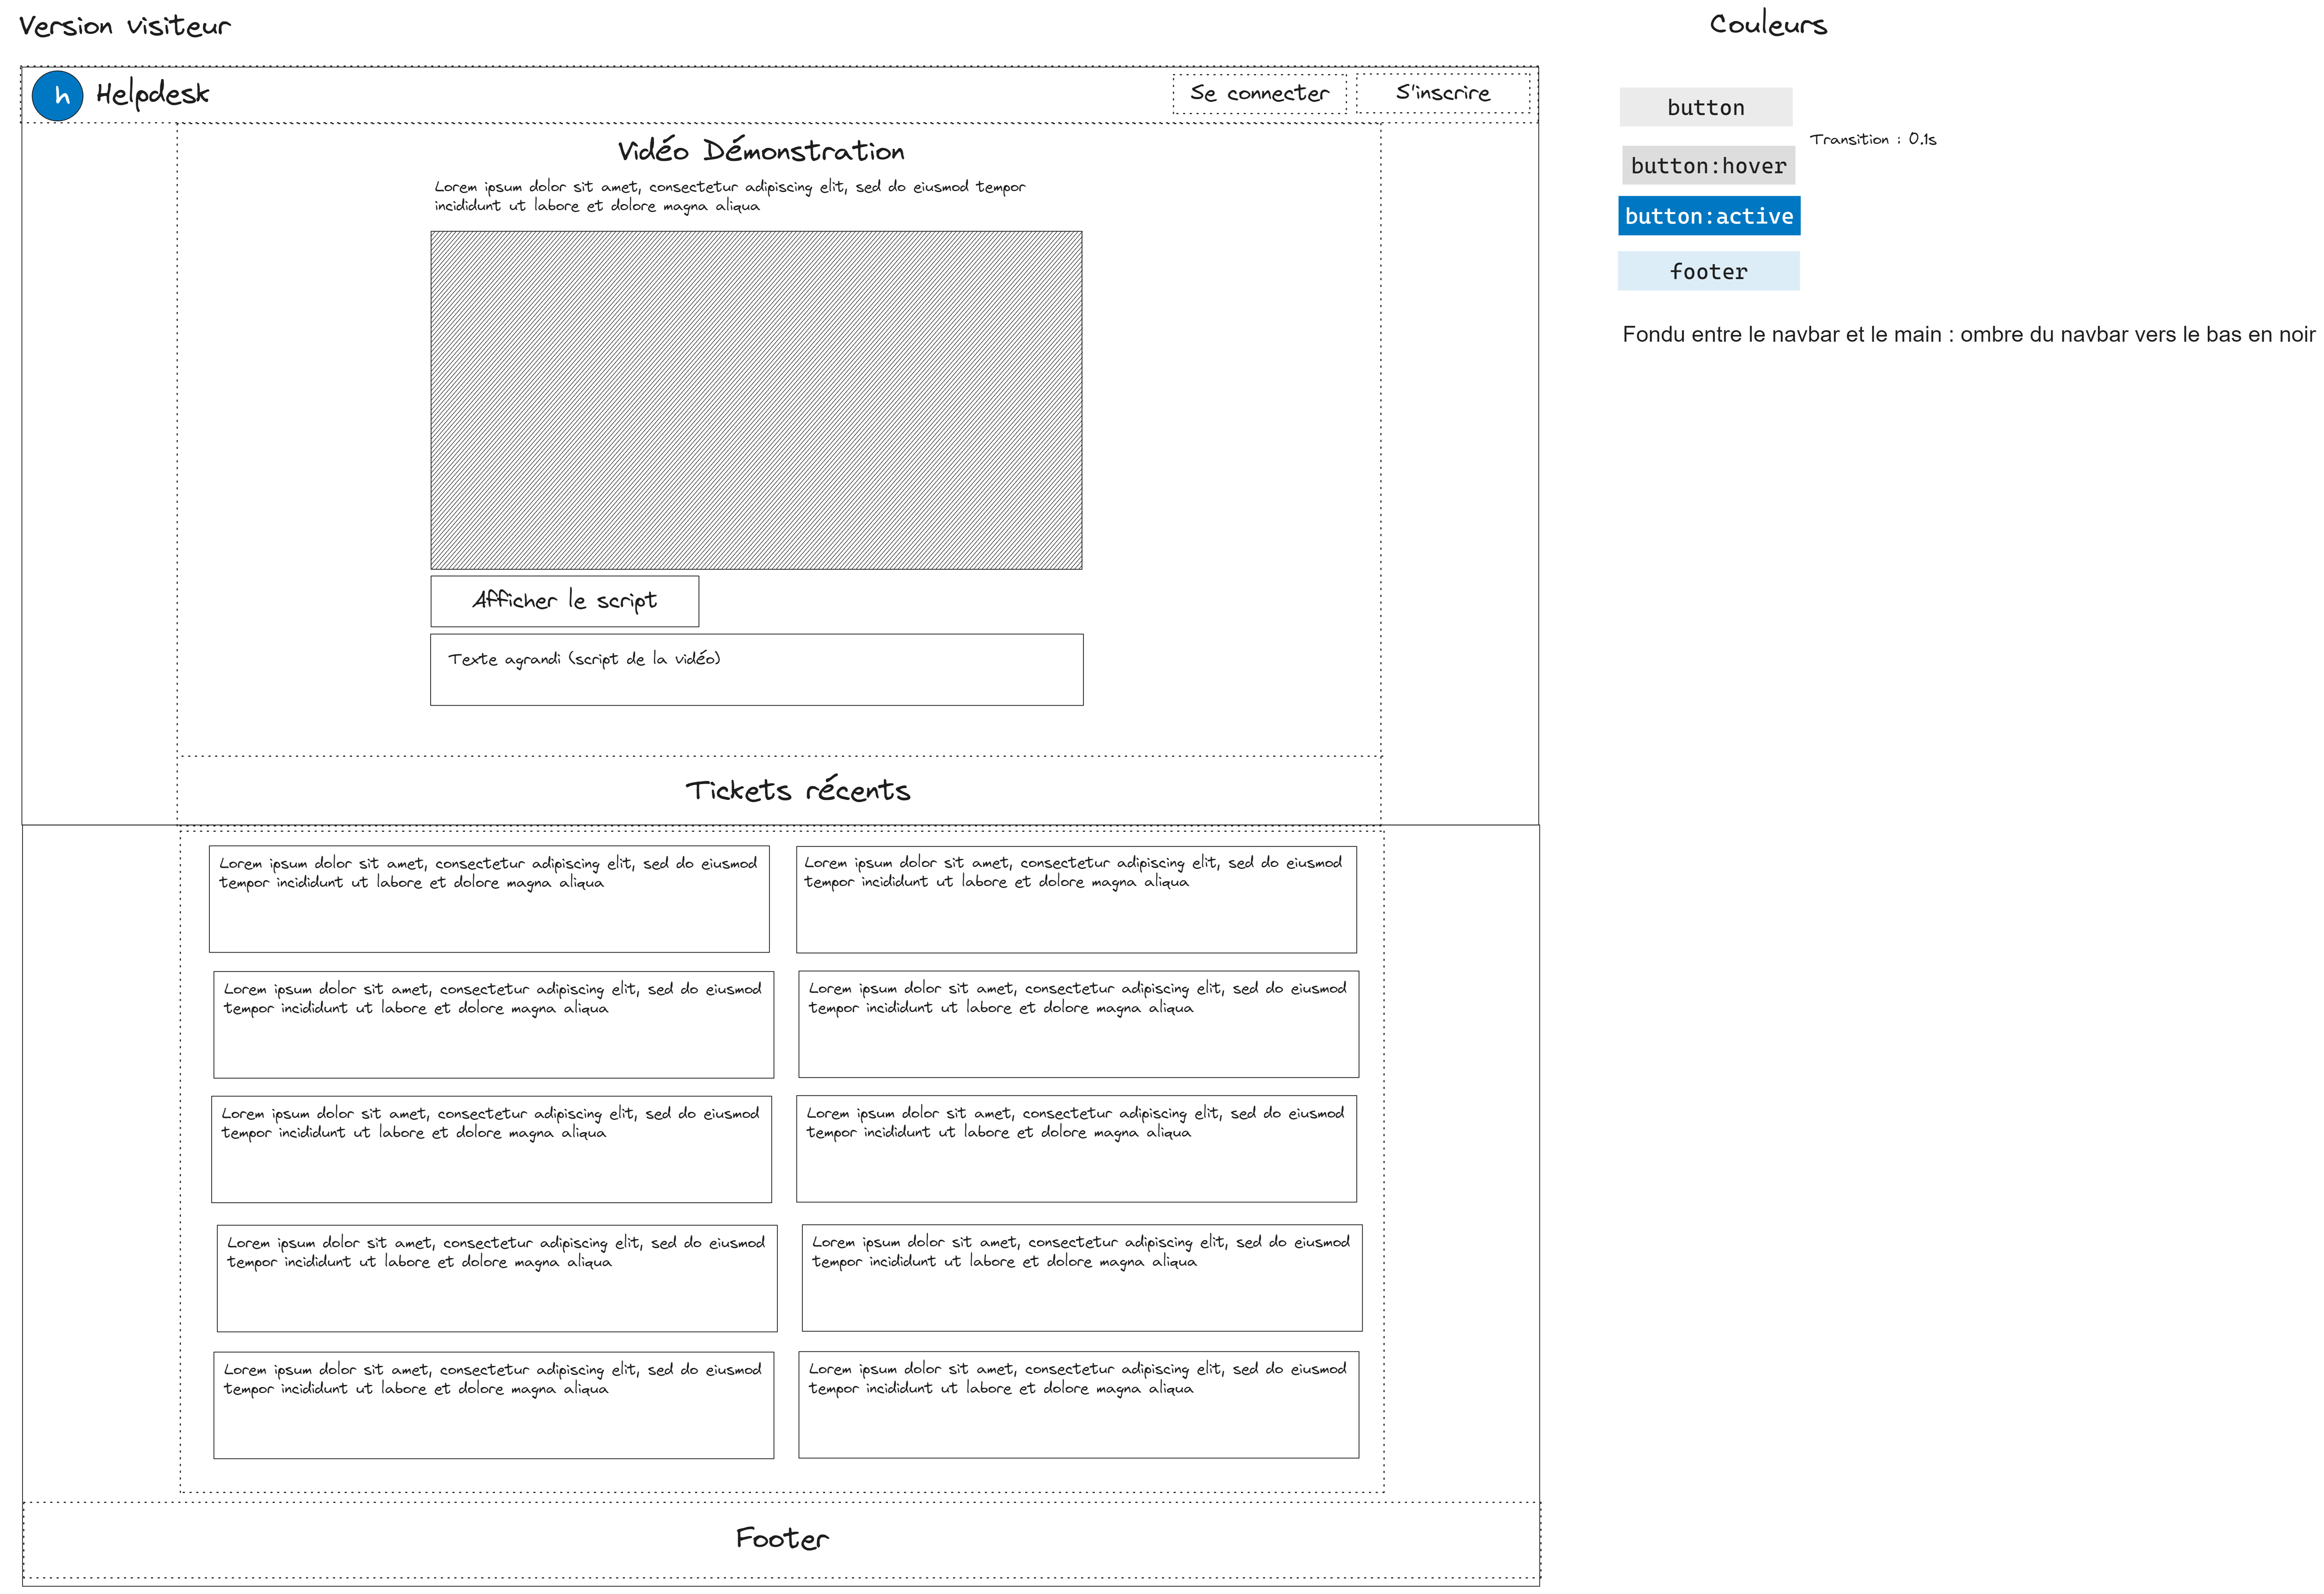 Version visiteur
h
Helpdesk
Se connecter
S'inscrire
Vidéo Démonstration
Lorem ipsum dolor sit amet, consectetur adipiscing elit, sed do eiusmod tempor
incididunt ut labore et dolore magna aliqua
Afficher le script
Texte agrandi (script de la vidéo)
Tickets récents
Lorem ipsum dolor sit amet, consectetur adipiscing elit, sed do eiusmod
tempor incididunt ut labore et dolore magna aliqua
Lorem ipsum dolor sit amet, consectetur adipiscing elit, sed do eiusmod
tempor incididunt ut labore et dolore magna aliqua
Lorem ipsum dolor sit amet, consectetur adipiscing elit, sed do eiusmod
tempor incididunt ut labore et dolore magna aliqua
Lorem ipsum dolor sit amet, consectetur adipiscing elit, sed do eiusmod
tempor incididunt ut labore et dolore magna aliqua
Lorem ipsum dolor sit amet, consectetur adipiscing elit, sed do eiusmod
tempor incididunt ut labore et dolore magna aliqua
Lorem ipsum dolor sit amet, consectetur adipiscing elit, sed do eiusmod
tempor incididunt ut labore et dolore magna aliqua
Lorem ipsum dolor sit amet, consectetur adipiscing elit, sed do eiusmod
tempor incididunt ut labore et dolore magna aliqua
Lorem ipsum dolor sit amet, consectetur adipiscing elit, sed do eiusmod
tempor incididunt ut labore et dolore magna aliqua
Lorem ipsum dolor sit amet, consectetur adipiscing elit, sed do eiusmod
tempor incididunt ut labore et dolore magna aliqua
Lorem ipsum dolor sit amet, consectetur adipiscing elit, sed do eiusmod
tempor incididunt ut labore et dolore magna aliqua
Footer
Couleurs
button
Transition : 0.1s
button:hover
button:active
footer
Fondu entre le navbar et le main : ombre du navbar vers le bas en noir